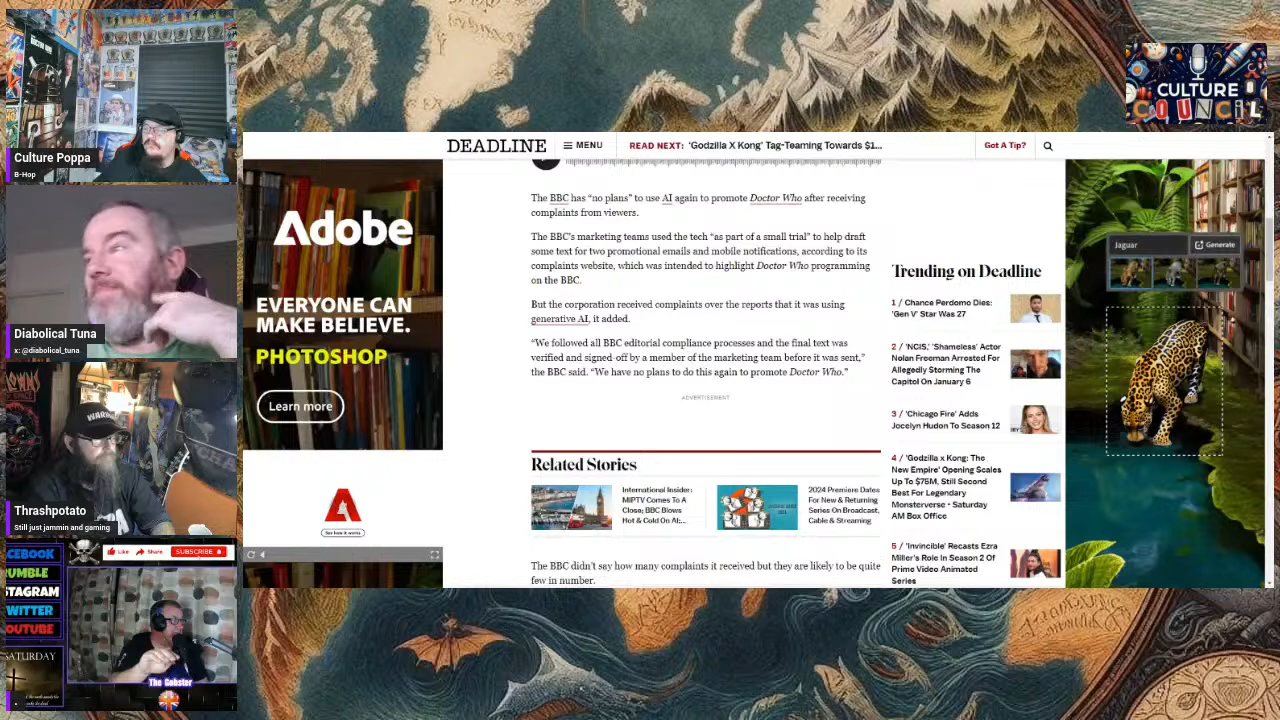 Culture Poppa
B-Hop
Diabolical Tuna
x: @diabolical_tuna
Thrashpotato
Still just jammin and gaming
CEBOOK
UMBLE
STAGRAM
WITTER
OUTUBE
SATURDAY
Like
Share
SUBSCRIBE
The Gobster
CULTURE
COUNCIL
DEADLINE
MENU
READ NEXT: 'Godzilla X Kong' Tag-Teaming Towards $1...
Got A Tip?
Adobe
EVERYONE CAN
MAKE BELIEVE.
PHOTOSHOP
Learn more
See how it works
The BBC has “no plans” to use AI again to promote Doctor Who after receiving
complaints from viewers.
The BBC’s marketing teams used the tech “as part of a small trial” to help draft
some text for two promotional emails and mobile notifications, according to its
complaints website, which was intended to highlight Doctor Who programming
on the BBC.
But the corporation received complaints over the reports that it was using
generative AI, it added.
“We followed all BBC editorial compliance processes and the final text was
verified and signed-off by a member of the marketing team before it was sent,”
the BBC said. “We have no plans to do this again to promote Doctor Who.”
ADVERTISEMENT
Related Stories
International Insider:
MIPTV Comes To A
Close; BBC Blows
Hot & Cold On AI;...
2024 Premiere Dates
For New & Returning
Series On Broadcast,
Cable & Streaming
The BBC didn’t say how many complaints it received but they are likely to be quite
few in number.
Trending on Deadline
1 / Chance Perdomo Dies:
'Gen V' Star Was 27
2 / 'NCIS,' 'Shameless' Actor
Nolan Freeman Arrested For
Allegedly Storming The
Capitol On January 6
3 / 'Chicago Fire' Adds
Jocelyn Hudon To Season 12
4 / 'Godzilla x Kong: The
New Empire' Opening Scales
Up To $75M, Still Second
Best For Legendary
Monsterverse - Saturday
AM Box Office
5 / 'Invincible' Recasts Ezra
Miller's Role In Season 2 Of
Prime Video Animated
Series
Jaguar
Generate